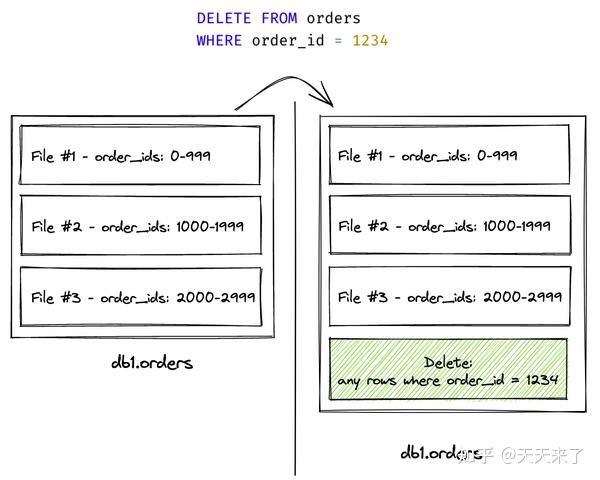 DELETE FROM orders
WHERE order_id = 1234
File #1 - order_ids: 0-999
File #2 - order_ids: 1000-1999
File #3 - order_ids: 2000-2999
db1.orders
File #1 - order_ids: 0-999
File #2 - order_ids: 1000-1999
File #3 - order_ids: 2000-2999
Delete:
any rows where order_id = 1234
db1.orders
知乎 @天天来了